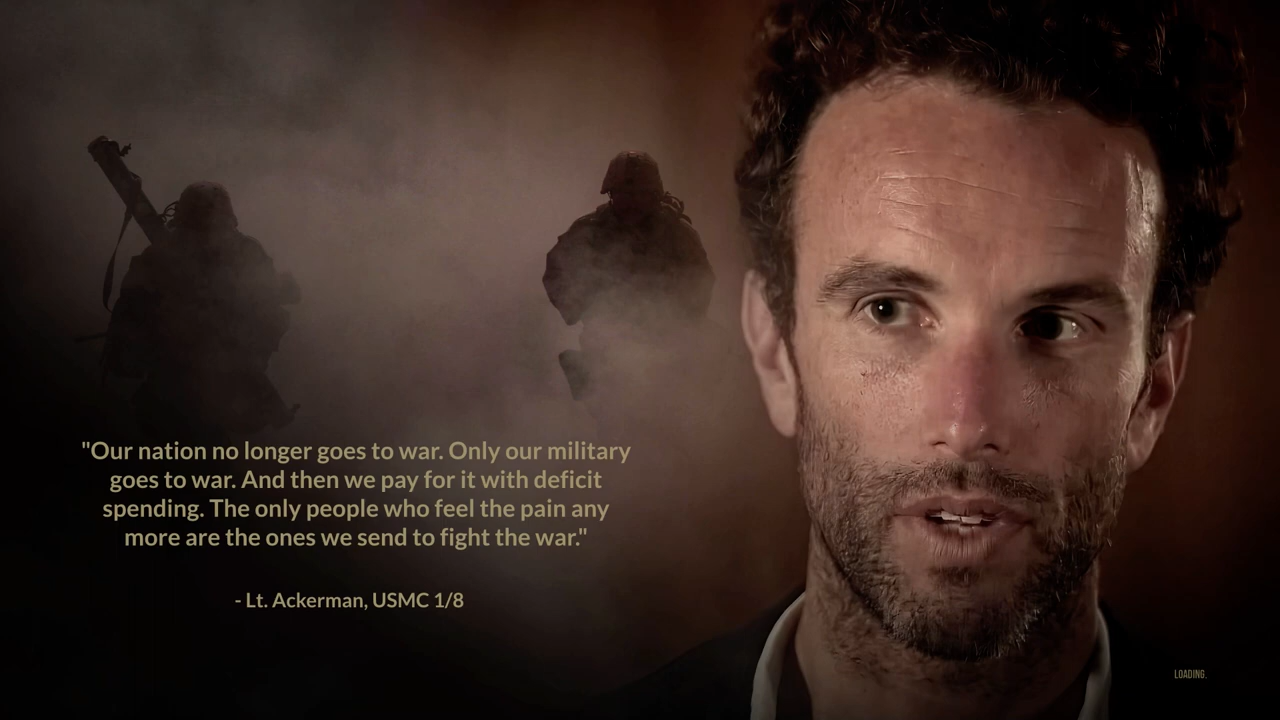 "Our nation no longer goes to war. Only our military
goes to war. And then we pay for it with deficit
spending. The only people who feel the pain any
more are the ones we send to fight the war."
- Lt. Ackerman, USMC 1/8
LOADING.